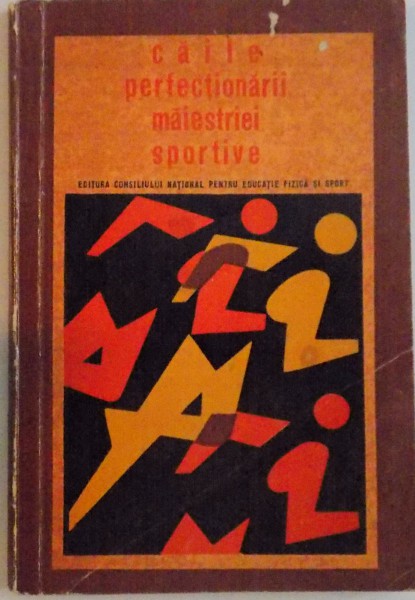 căile
perfecționării
măiestriei
sportive
EDITURA CONSILIULUI NAȚIONAL PENTRU EDUCAȚIE FIZICĂ ȘI SPORT